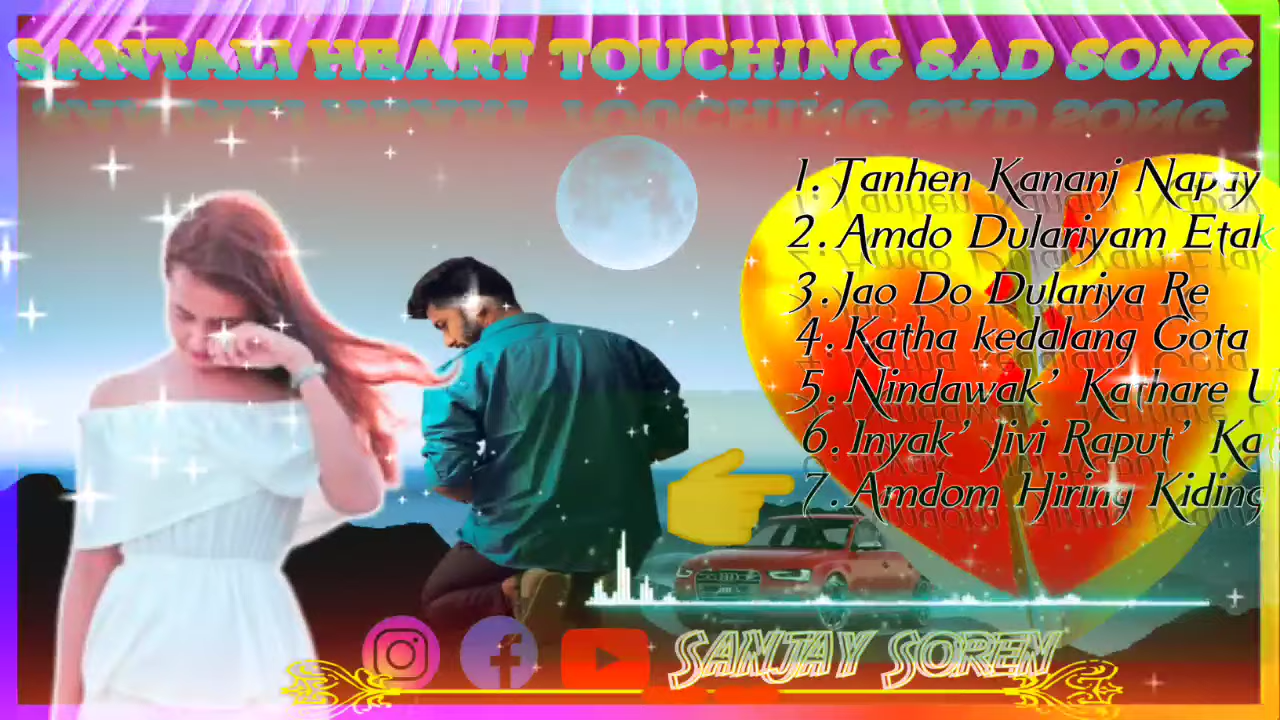 SANTALI HEART TOUCHING SAD SONG
1. Tanhen Kananj Napay
2. Amdo Dulariyam Etak
3. Jao Do Dulariya Re
4. Katha kedalang Gota
5. Nindawak' Kathare
6. Inyak' Jivi Raput'
7. Amdom Hiring Kiding
SANJAY SOREN